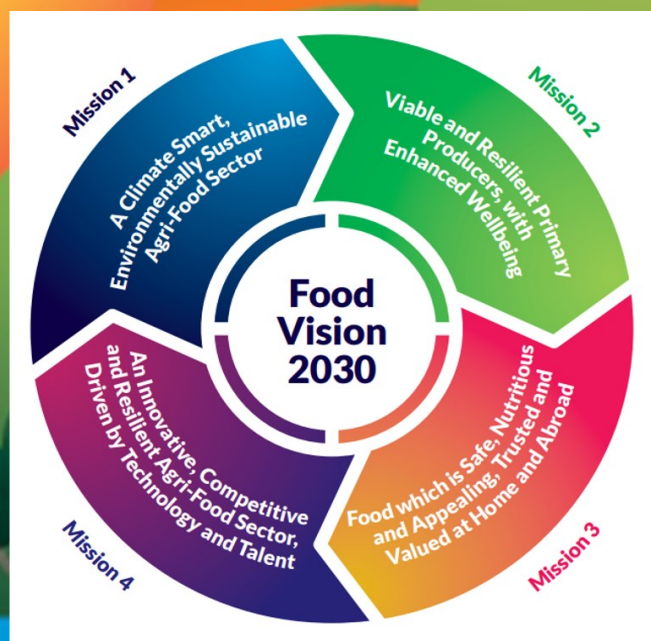 Mission 1
A Climate Smart,
Environmentally Sustainable
Agri-Food Sector
Mission 2
Viable and Resilient Primary
Producers, with
Enhanced Wellbeing
Food
Vision
2030
Food which is Safe, Nutritious
and Appealing, Trusted and
Valued at Home and Abroad
Mission 3
An Innovative, Competitive
and Resilient Agri-Food Sector,
Driven by Technology and Talent
Mission 4